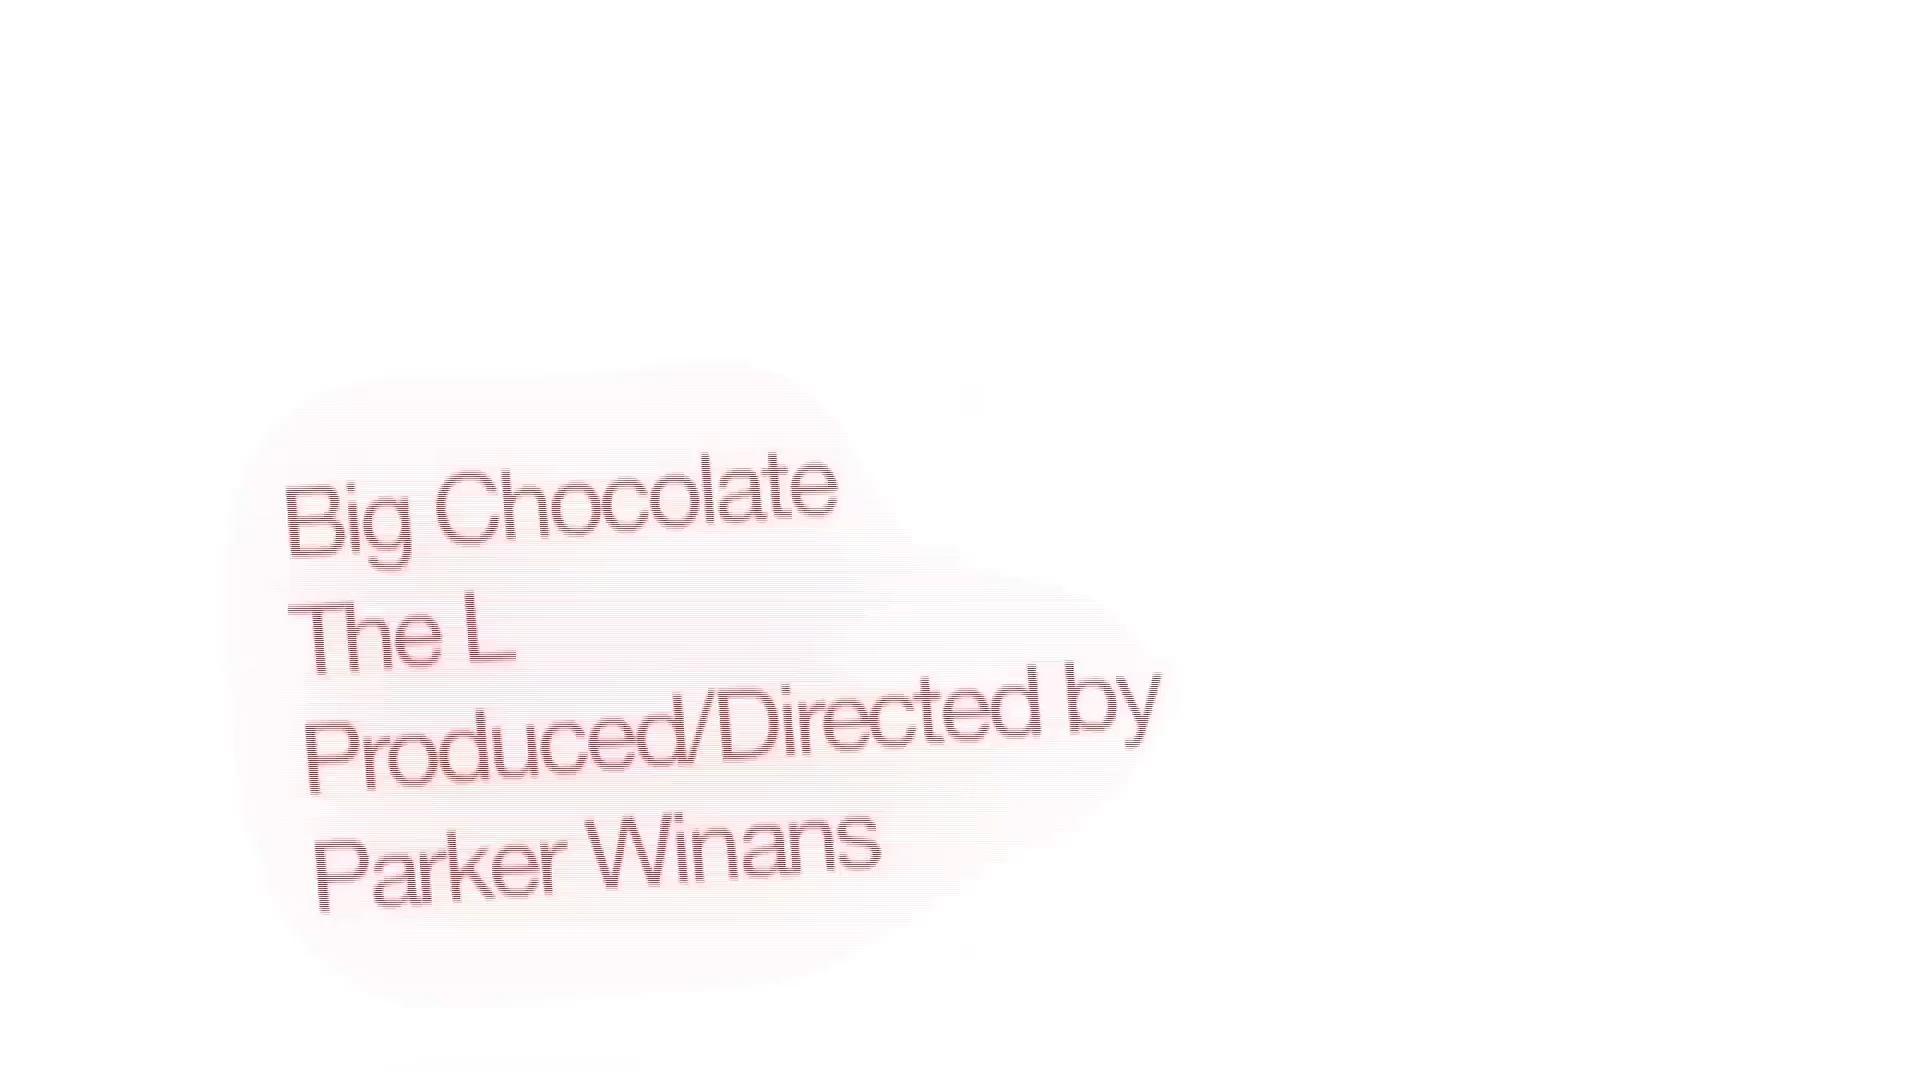 Big Chocolate
The L
Produced/Directed by
Parker Winans